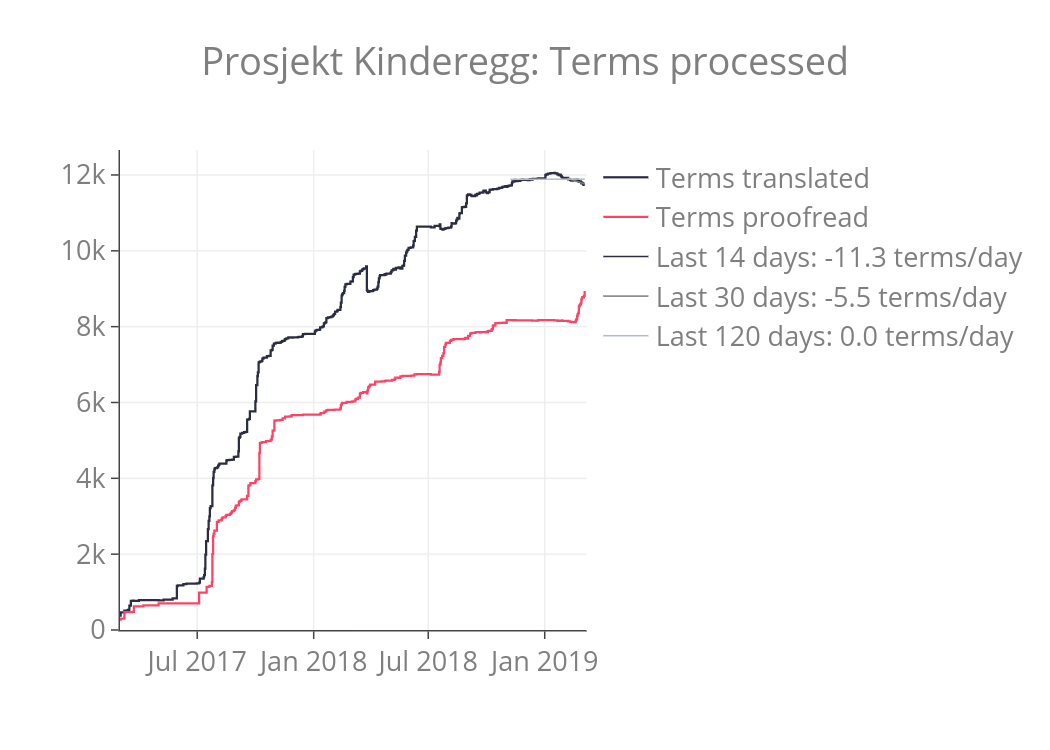 Prosjekt Kinderegg: Terms processed
12k
10k
8k
6k
4k
2k
0
Jul 2017
Jan 2018
Jul 2018
Jan 2019
Terms translated
Terms proofread
Last 14 days: -11.3 terms/day
Last 30 days: -5.5 terms/day
Last 120 days: 0.0 terms/day